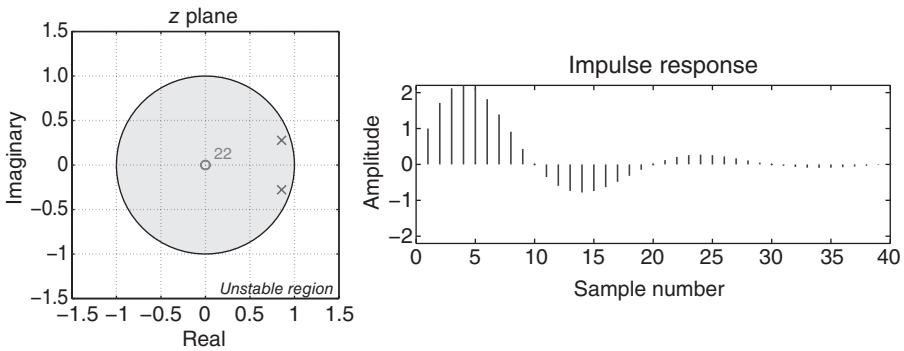 z plane
Imaginary
1.5
1.0
0.5
0
−0.5
−1
−1.5
22
Unstable region
−1.5 −1 −0.5 0 0.5 1 1.5
Real
Impulse response
Amplitude
2
1
0
−1
−2
0 5 10 15 20 25 30 35 40
Sample number